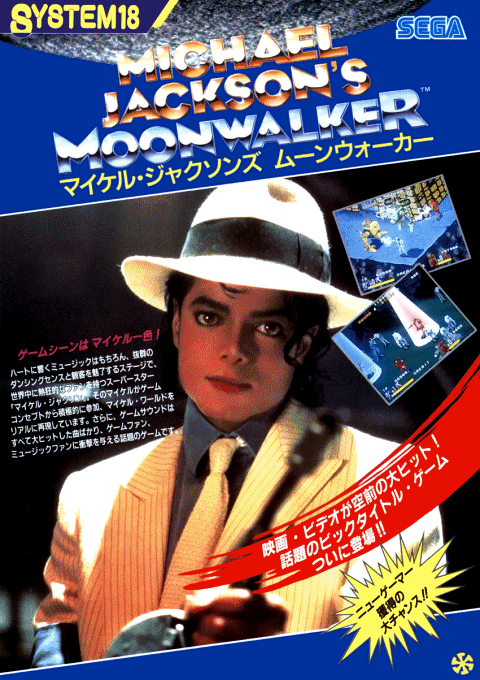 SYSTEM18
SEGA
MICHAEL
JACKSON'S
MOONWALKER™
マイケル・ジャクソンズ ムーンウォーカー
ゲームシーンはマイケル一色！
ハートに響くミュージックはもちろん、抜群の
ダンシングセンスと観客を魅了するステージで、
世界中に熱狂的なファンを持つスーパースター
「マイケル・ジャクソン」。そのマイケルがゲーム
コンセプトから積極的に参加、マイケル・ワールドを
リアルに再現しています。さらに、ゲームサウンドは
すべて大ヒットした曲ばかり。ゲームファン、
ミュージックファンに衝撃を与える話題のゲームです。
映画・ビデオが空前の大ヒット！
話題のビックタイトル・ゲーム
ついに登場!!
ニューゲーマー
獲得の
大チャンス!!